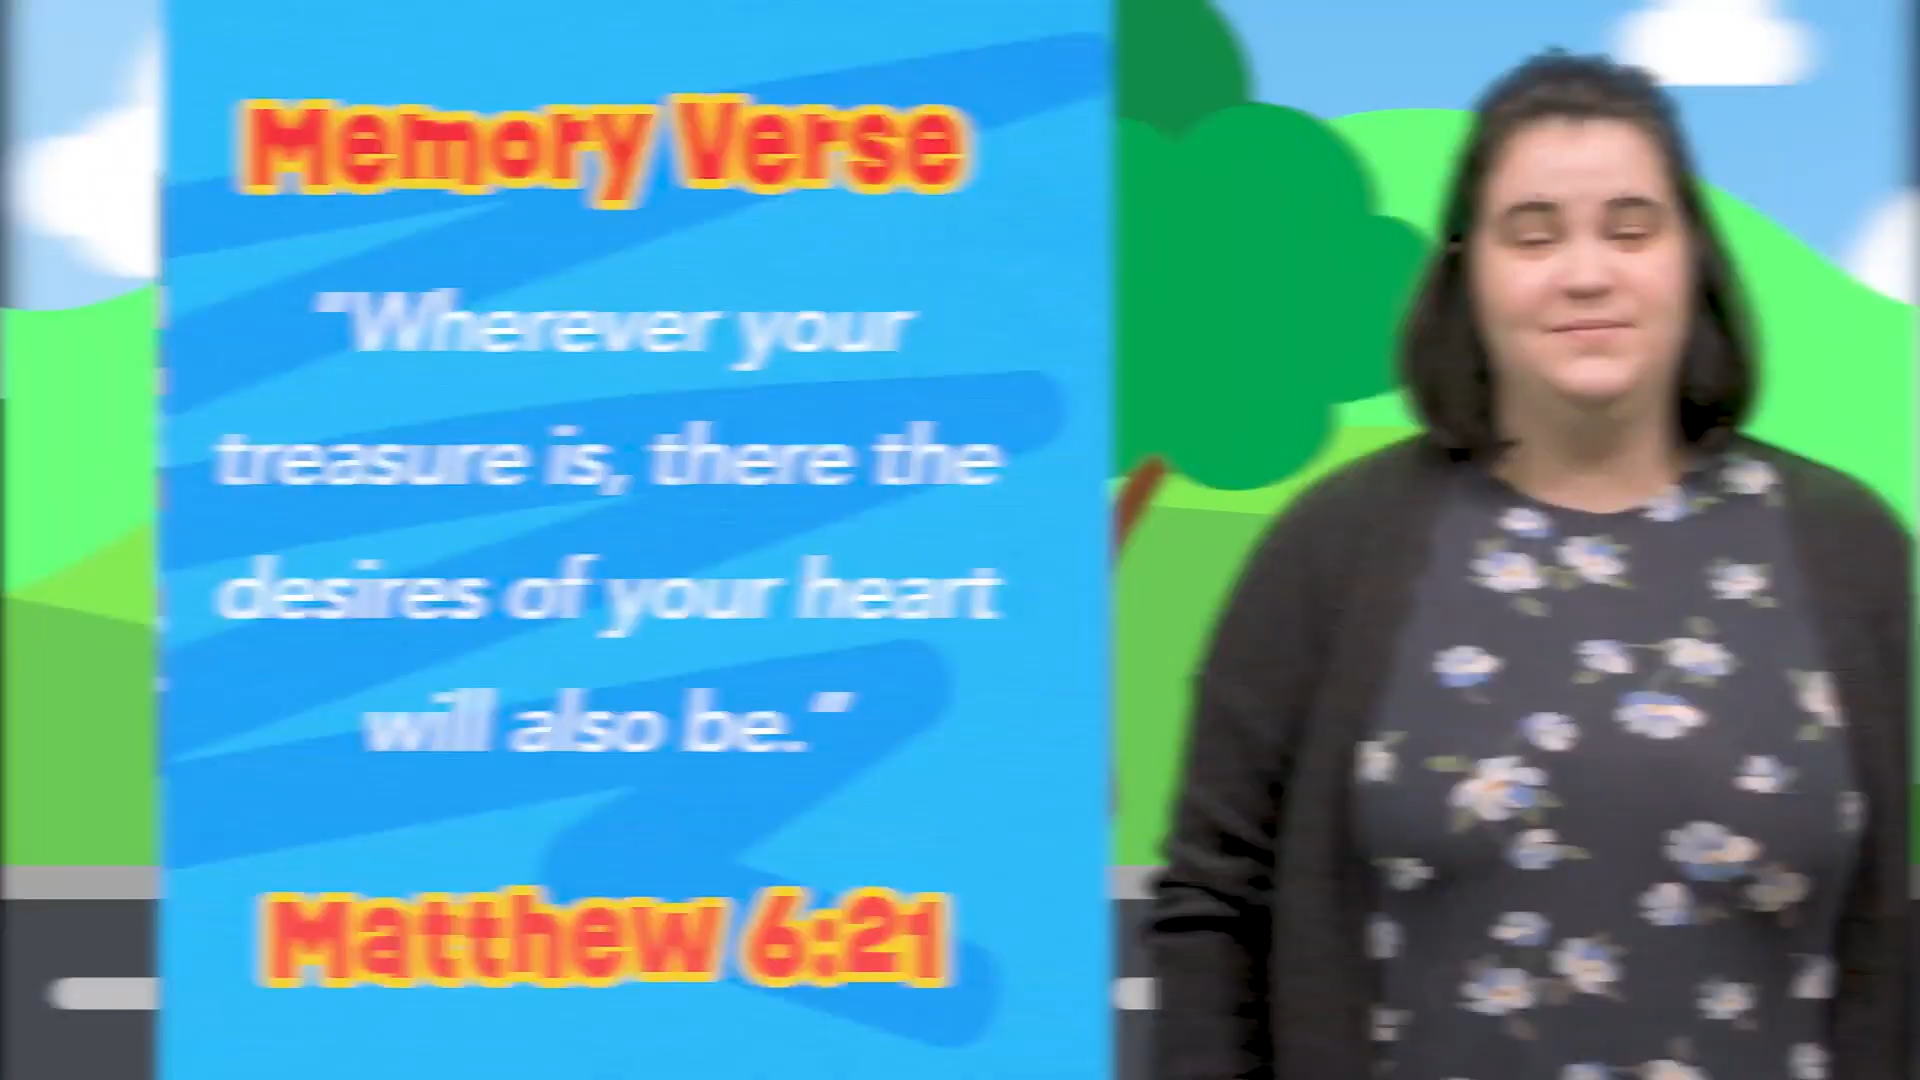 Memory Verse
"Wherever your
treasure is, there the
desires of your heart
will also be."
Matthew 6:21